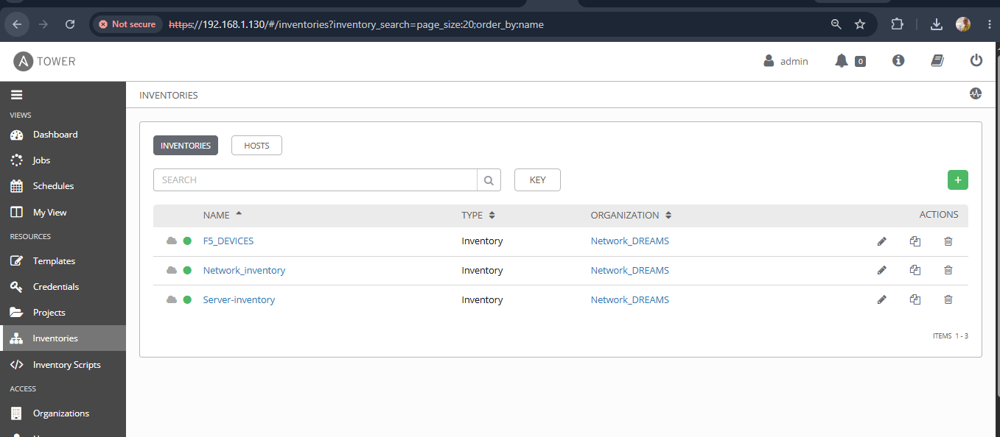 Not secure https://192.168.1.130/#/inventories?inventory_search=page_size:20;order_by:name
A TOWER
admin
0
VIEWS
Dashboard
Jobs
Schedules
My View
RESOURCES
Templates
Credentials
Projects
Inventories
Inventory Scripts
ACCESS
Organizations
INVENTORIES
INVENTORIES HOSTS
SEARCH KEY +
NAME TYPE ORGANIZATION ACTIONS
F5_DEVICES Inventory Network_DREAMS
Network_inventory Inventory Network_DREAMS
Server-inventory Inventory Network_DREAMS
ITEMS 1 - 3